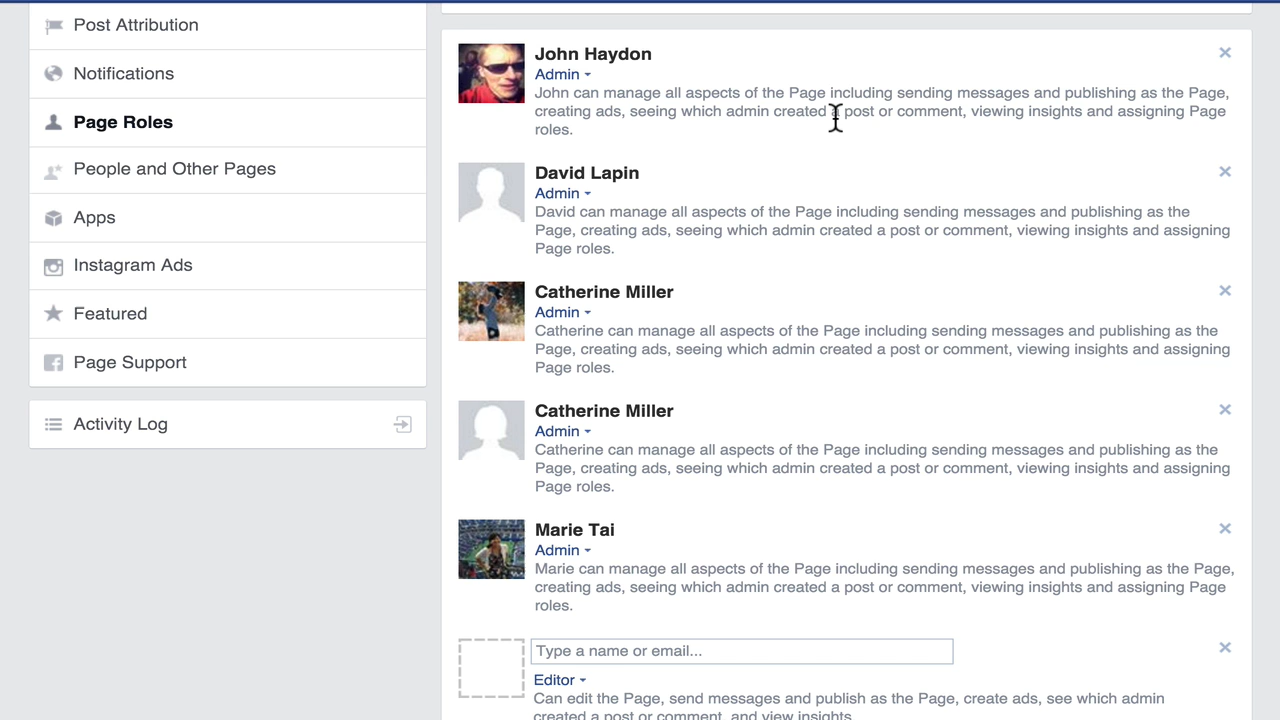 Post Attribution
Notifications
Page Roles
People and Other Pages
Apps
Instagram Ads
Featured
Page Support
Activity Log
John Haydon
Admin
John can manage all aspects of the Page including sending messages and publishing as the Page,
creating ads, seeing which admin created a post or comment, viewing insights and assigning Page
roles.
David Lapin
Admin
David can manage all aspects of the Page including sending messages and publishing as the
Page, creating ads, seeing which admin created a post or comment, viewing insights and assigning
Page roles.
Catherine Miller
Admin
Catherine can manage all aspects of the Page including sending messages and publishing as the
Page, creating ads, seeing which admin created a post or comment, viewing insights and assigning
Page roles.
Catherine Miller
Admin
Catherine can manage all aspects of the Page including sending messages and publishing as the
Page, creating ads, seeing which admin created a post or comment, viewing insights and assigning
Page roles.
Marie Tai
Admin
Marie can manage all aspects of the Page including sending messages and publishing as the Page,
creating ads, seeing which admin created a post or comment, viewing insights and assigning Page
roles.
Type a name or email...
Editor
Can edit the Page, send messages and publish as the Page, create ads, see which admin
created a post or comment, and view insights.